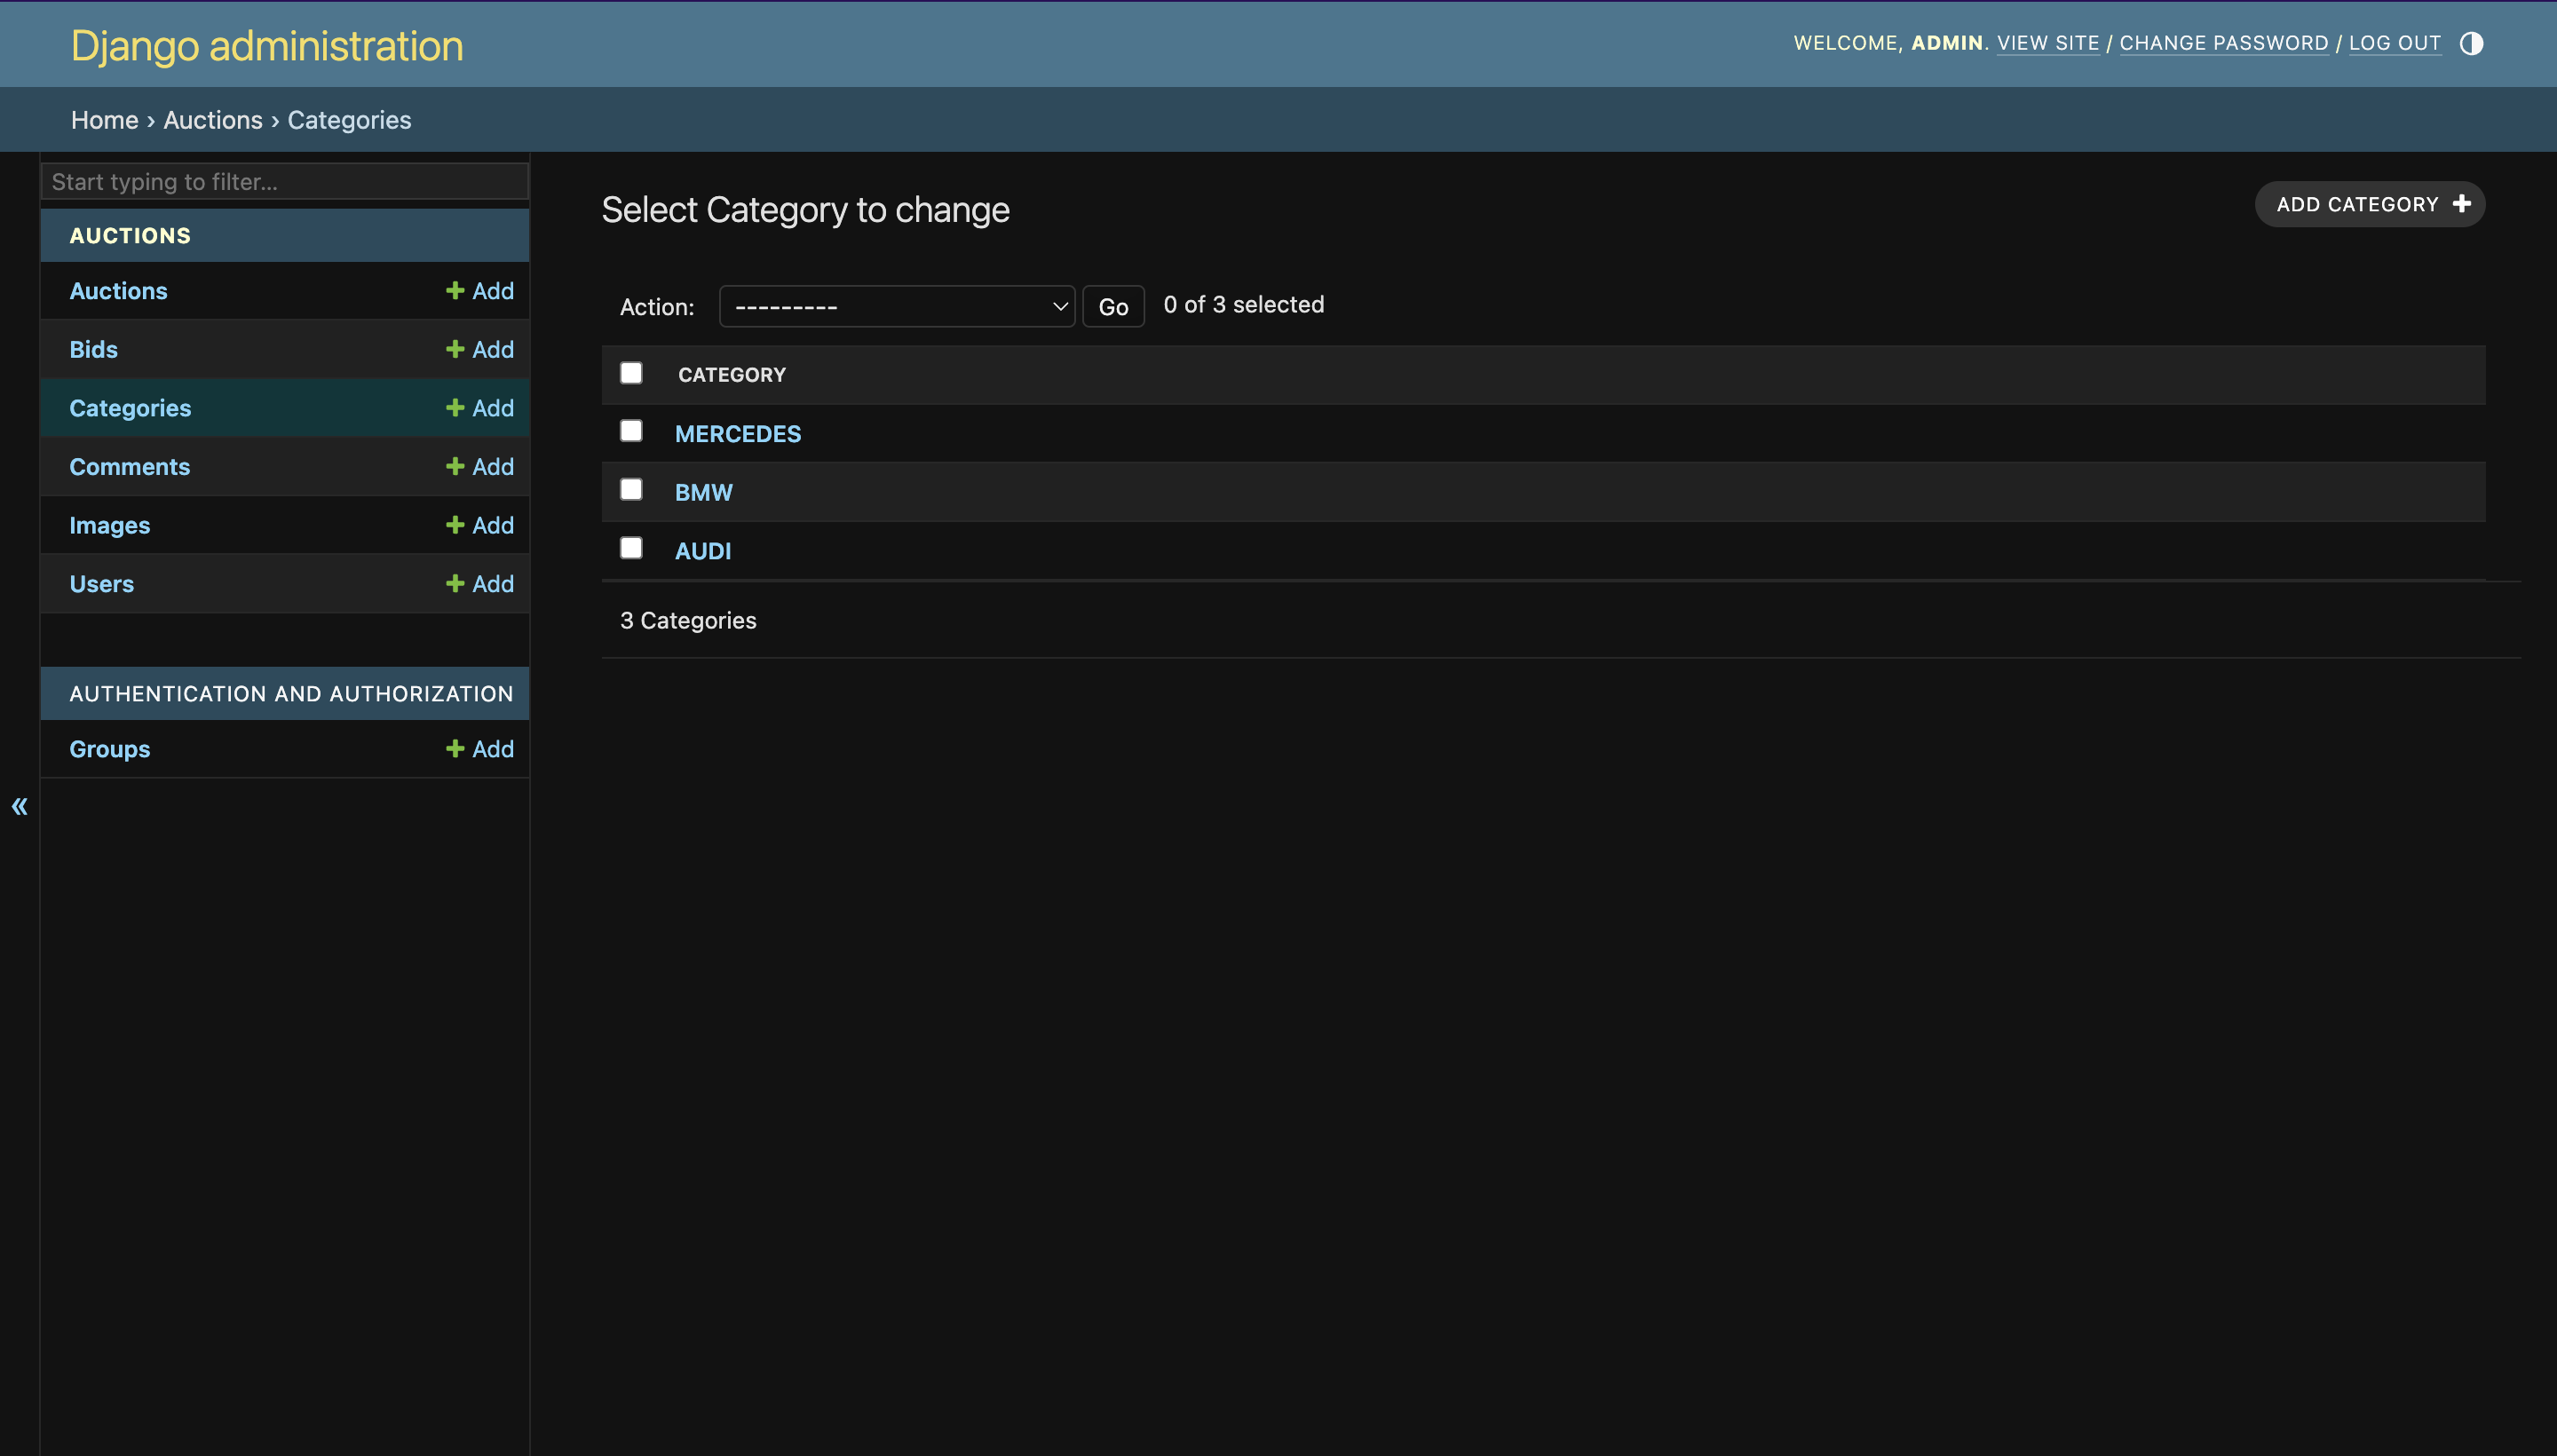 Django administration
WELCOME, ADMIN. VIEW SITE / CHANGE PASSWORD / LOG OUT
Home › Auctions › Categories
Start typing to filter...
AUCTIONS
Auctions + Add
Bids + Add
Categories + Add
Comments + Add
Images + Add
Users + Add
AUTHENTICATION AND AUTHORIZATION
Groups + Add
«
Select Category to change
ADD CATEGORY +
Action: --------- Go 0 of 3 selected
CATEGORY
MERCEDES
BMW
AUDI
3 Categories